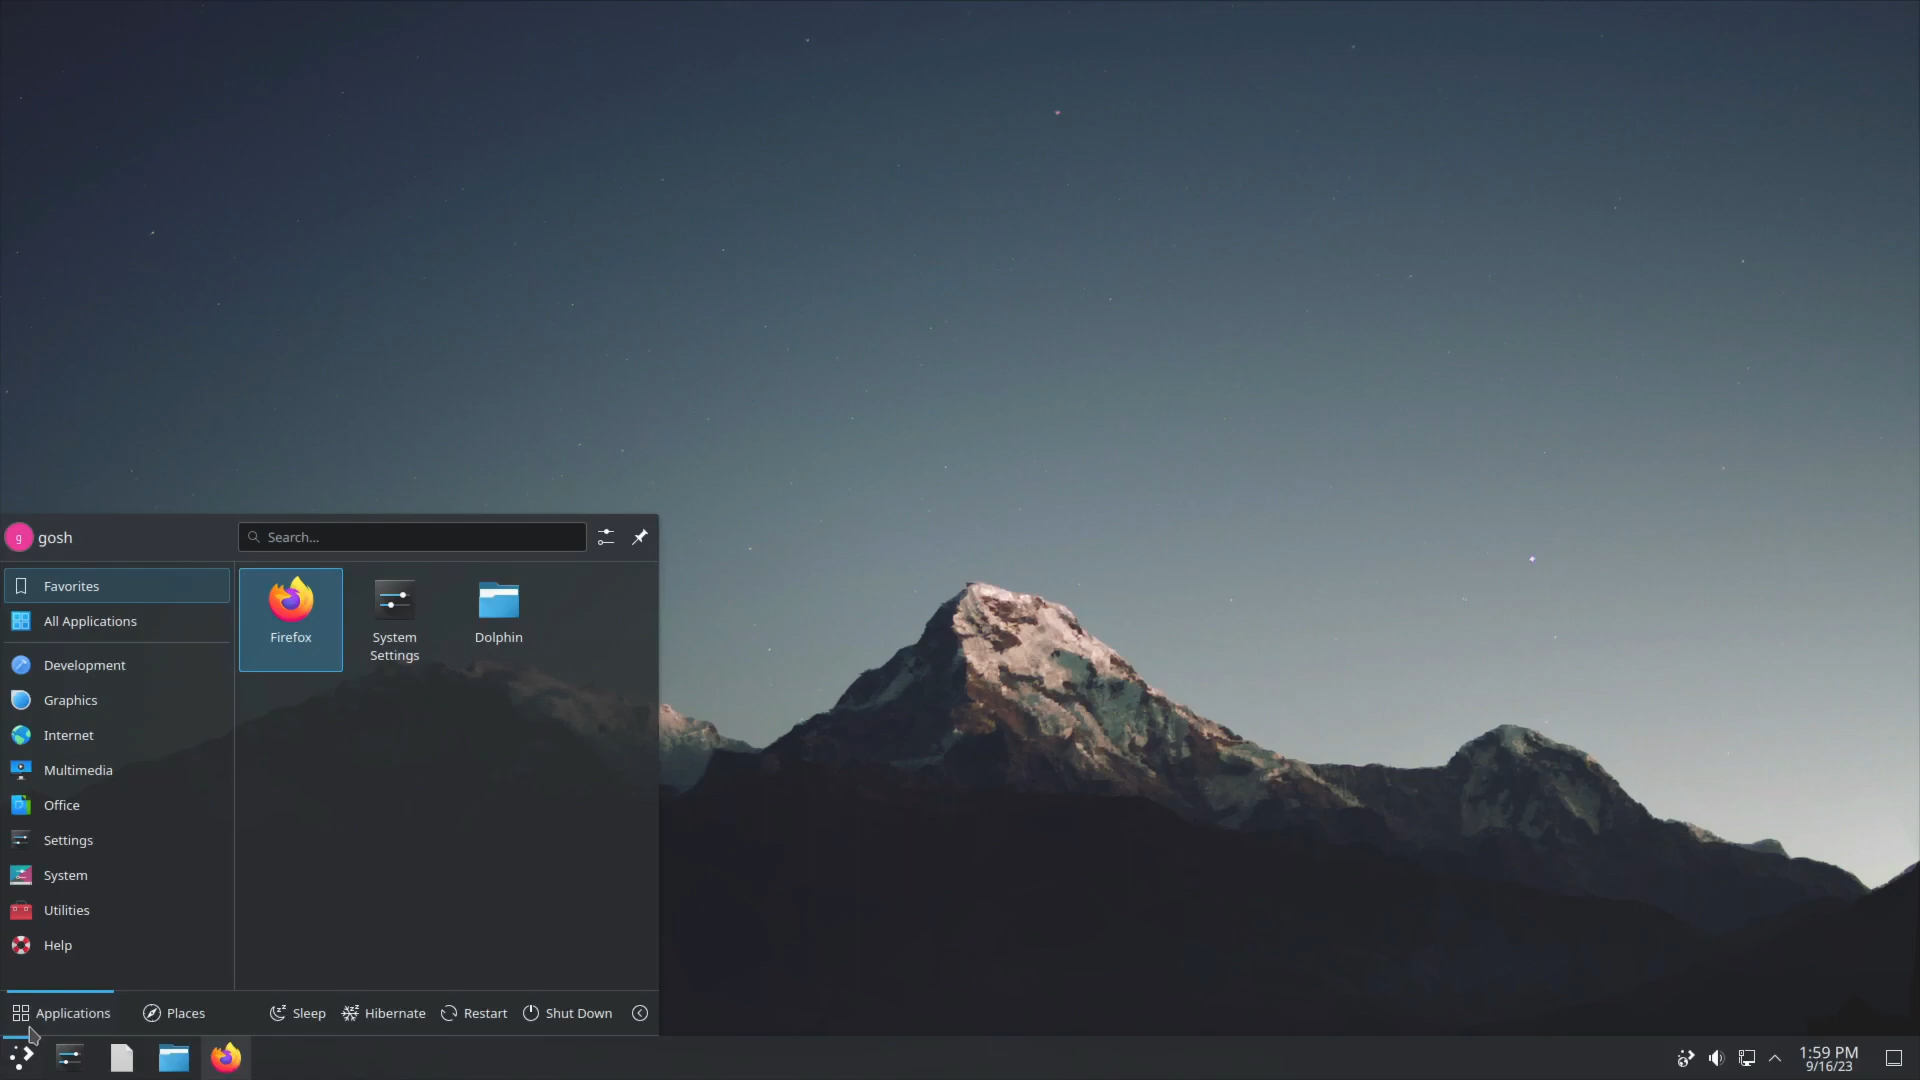 g
gosh
Search...
Favorites
All Applications
Development
Graphics
Internet
Multimedia
Office
Settings
System
Utilities
Help
Firefox
System
Settings
Dolphin
Applications
Places
Sleep
Hibernate
Restart
Shut Down
1:59 PM
9/16/23